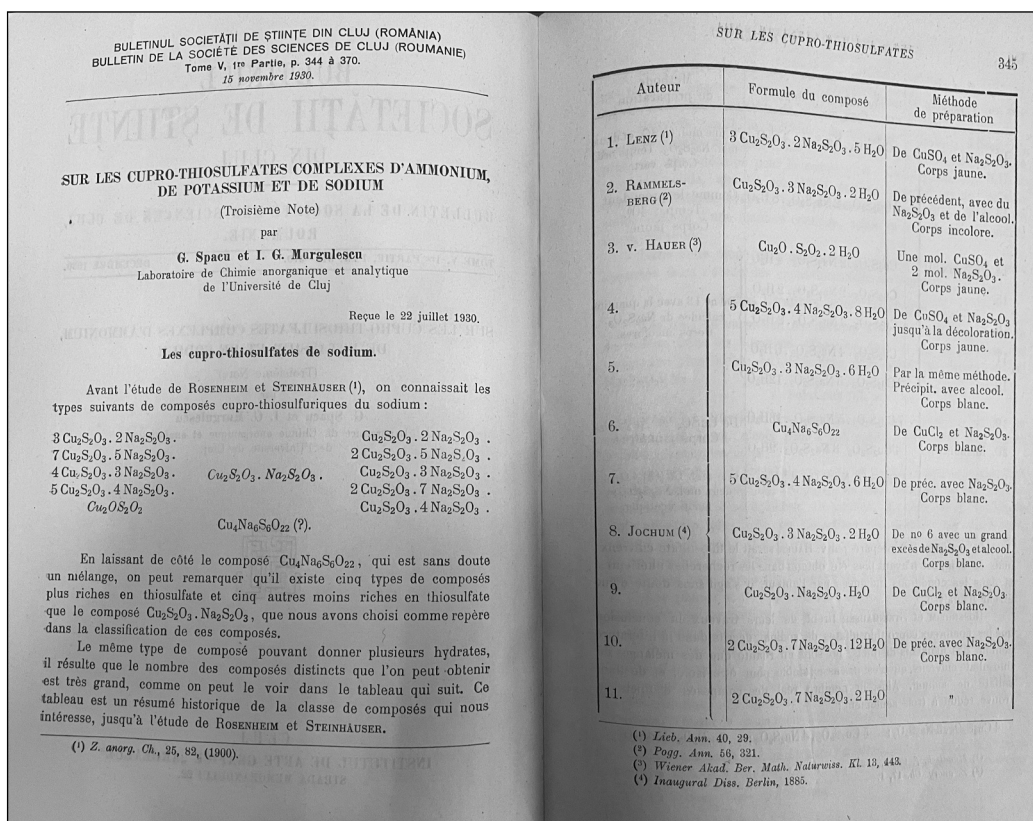 BULETINUL SOCIETĂȚII DE ȘTIINȚE DIN CLUJ (ROMÂNIA)
BULLETIN DE LA SOCIÉTÉ DES SCIENCES DE CLUJ (ROUMANIE)
Tome V, 1re Partie, p. 344 à 370.
15 novembre 1930.
SUR LES CUPRO-THIOSULFATES COMPLEXES D'AMMONIUM,
DE POTASSIUM ET DE SODIUM
(Troisième Note)
par
G. Spacu et I. G. Murgulescu
Laboratoire de Chimie anorganique et analytique
de l'Université de Cluj
Reçue le 22 juillet 1930.
Les cupro-thiosulfates de sodium.
Avant l'étude de ROSENHEIM et STEINHÄUSER (¹), on connaissait les
types suivants de composés cupro-thiosulfuriques du sodium :
3 Cu₂S₂O₃ . 2 Na₂S₂O₃ . Cu₂S₂O₃ . 2 Na₂S₂O₃ .
7 Cu₂S₂O₃ . 5 Na₂S₂O₃ . 2 Cu₂S₂O₃ . 5 Na₂S₂O₃ .
4 Cu₂S₂O₃ . 3 Na₂S₂O₃ . Cu₂S₂O₃ . Na₂S₂O₃ . Cu₂S₂O₃ . 3 Na₂S₂O₃ .
5 Cu₂S₂O₃ . 4 Na₂S₂O₃ . 2 Cu₂S₂O₃ . 7 Na₂S₂O₃ .
Cu₂OS₂O₂ Cu₂S₂O₃ . 4 Na₂S₂O₃ .
Cu₄Na₆S₆O₂₂ (?).
En laissant de côté le composé Cu₄Na₆S₆O₂₂, qui est sans doute
un mélange, on peut remarquer qu'il existe cinq types de composés
plus riches en thiosulfate et cinq autres moins riches en thiosulfate
que le composé Cu₂S₂O₃ . Na₂S₂O₃, que nous avons choisi comme repère
dans la classification de ces composés.
Le même type de composé pouvant donner plusieurs hydrates,
il résulte que le nombre des composés distincts que l'on peut obtenir
est très grand, comme on peut le voir dans le tableau qui suit. Ce
tableau est un résumé historique de la classe de composés qui nous
intéresse, jusqu'à l'étude de ROSENHEIM et STEINHÄUSER.
(¹) Z. anorg. Ch., 25, 82, (1900).
SUR LES CUPRO-THIOSULFATES 345
Auteur Formule du composé Méthode
de préparation
1. LENZ (¹) 3 Cu₂S₂O₃ . 2 Na₂S₂O₃ . 5 H₂O De CuSO₄ et Na₂S₂O₃.
Corps jaune.
2. RAMMELS- Cu₂S₂O₃ . 3 Na₂S₂O₃ . 2 H₂O De précédent, avec du
BERG (²) Na₂S₂O₃ et de l'alcool.
Corps incolore.
3. v. HAUER (³) Cu₂O . S₂O₂ . 2 H₂O Une mol. CuSO₄ et
2 mol. Na₂S₂O₃.
Corps jaune.
4. 5 Cu₂S₂O₃ . 4 Na₂S₂O₃ . 8 H₂O De CuSO₄ et Na₂S₂O₃
jusqu'à la décoloration.
Corps jaune.
5. Cu₂S₂O₃ . 3 Na₂S₂O₃ . 6 H₂O Par la même méthode.
Précipit. avec alcool.
Corps blanc.
6. Cu₄Na₆S₆O₂₂ De CuCl₂ et Na₂S₂O₃.
Corps blanc.
7. 5 Cu₂S₂O₃ . 4 Na₂S₂O₃ . 6 H₂O De préc. avec Na₂S₂O₃.
Corps blanc.
8. JOCHUM (⁴) Cu₂S₂O₃ . 3 Na₂S₂O₃ . 2 H₂O De no 6 avec un grand
excès de Na₂S₂O₃ et alcool.
Corps blanc.
9. Cu₂S₂O₃ . Na₂S₂O₃ . H₂O De CuCl₂ et Na₂S₂O₃.
Corps blanc.
10. 2 Cu₂S₂O₃ . 7 Na₂S₂O₃ . 12 H₂O De préc. avec Na₂S₂O₃.
Corps blanc.
11. 2 Cu₂S₂O₃ . 7 Na₂S₂O₃ . 2 H₂O "
(¹) Lieb. Ann. 40, 29.
(²) Pogg. Ann. 56, 321.
(³) Wiener Akad. Ber. Math. Naturwiss. Kl. 13, 443.
(⁴) Inaugural Diss. Berlin, 1885.